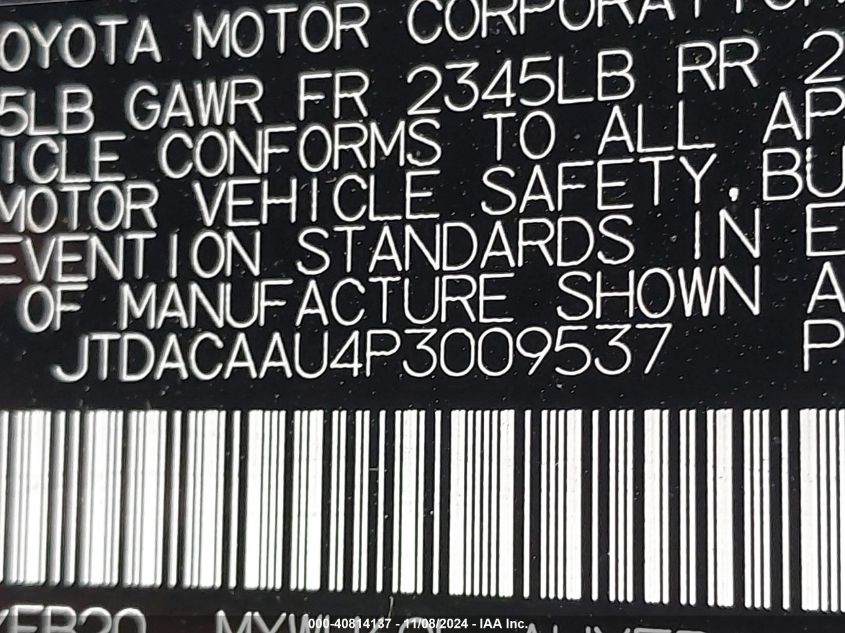 OYOTA MOTOR CORPORATION
5LB GAWR FR 2345LB RR 2
ICLE CONFORMS TO ALL AP
MOTOR VEHICLE SAFETY, BU
EVENTION STANDARDS IN E
OF MANUFACTURE SHOWN A
JTDACAAU4P3009537 P
000-40814137 - 11/08/2024 - IAA Inc.